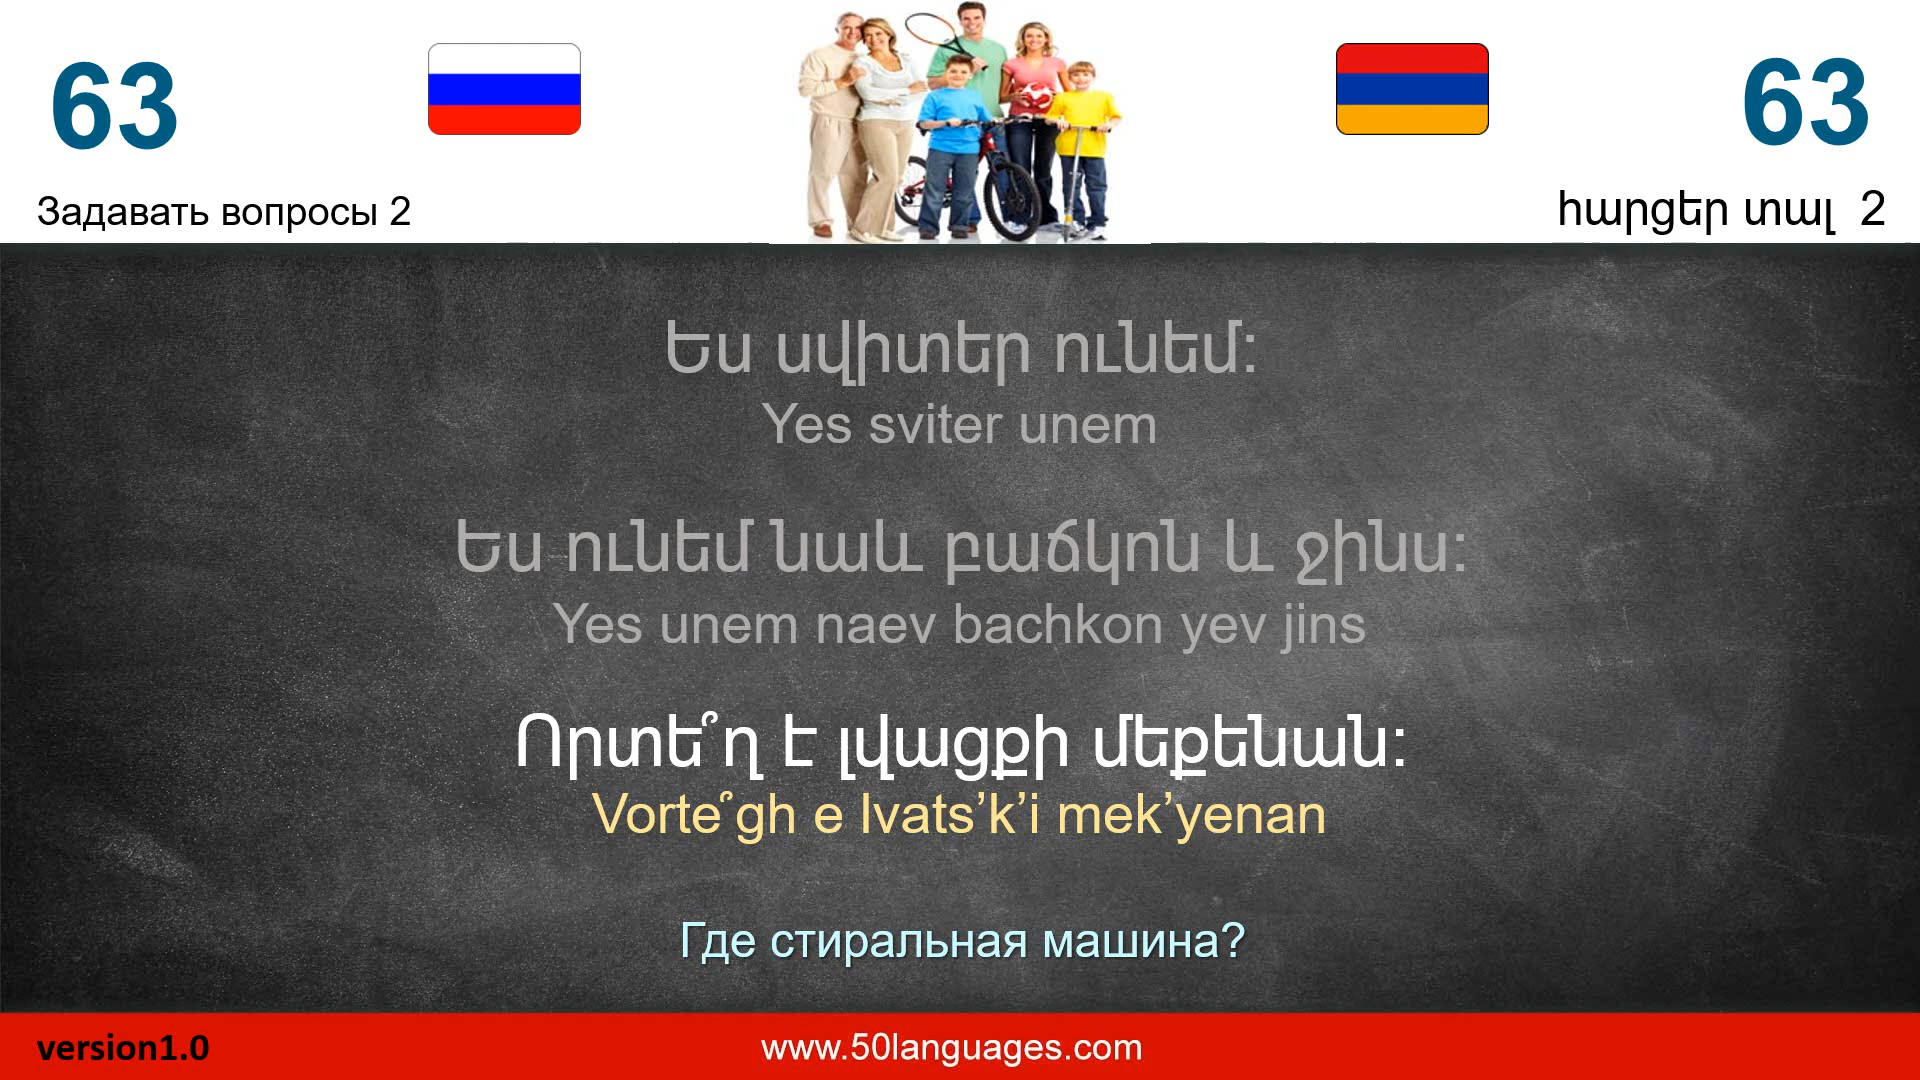 63
63
Задавать вопросы 2
հարցեր տալ 2
Ես սվիտեր ունեմ:
Yes sviter unem
Ես ունեմ նաև բաճկոն և ջինս:
Yes unem naev bachkon yev jins
Որտե՞ղ է լվացքի մեքենան:
Vorte՞gh e lvats’k’i mek’yenan
Где стиральная машина?
version1.0
www.50languages.com